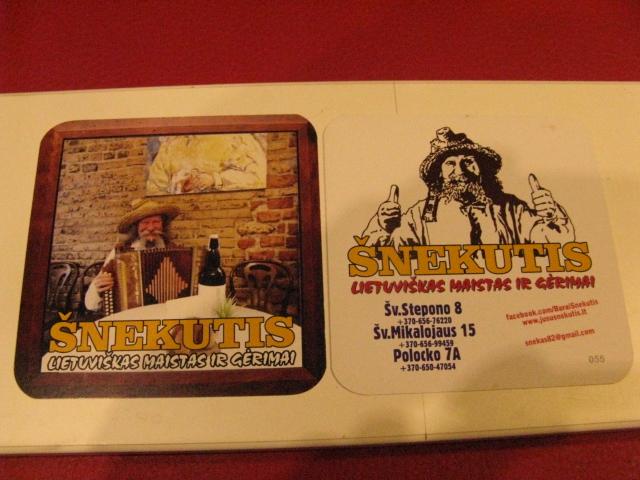 ŠNEKUTIS
LIETUVIŠKAS MAISTAS IR GĖRIMAI
ŠNEKUTIS
LIETUVIŠKAS MAISTAS IR GĖRIMAI
Šv.Stepono 8
+370-656-76220
Šv.Mikalojaus 15
+370-656-99459
Polocko 7A
+370-650-47054
facebook.com/BaraiSnekutis
www.jususnekutis.lt
snekas82@gmail.com
055